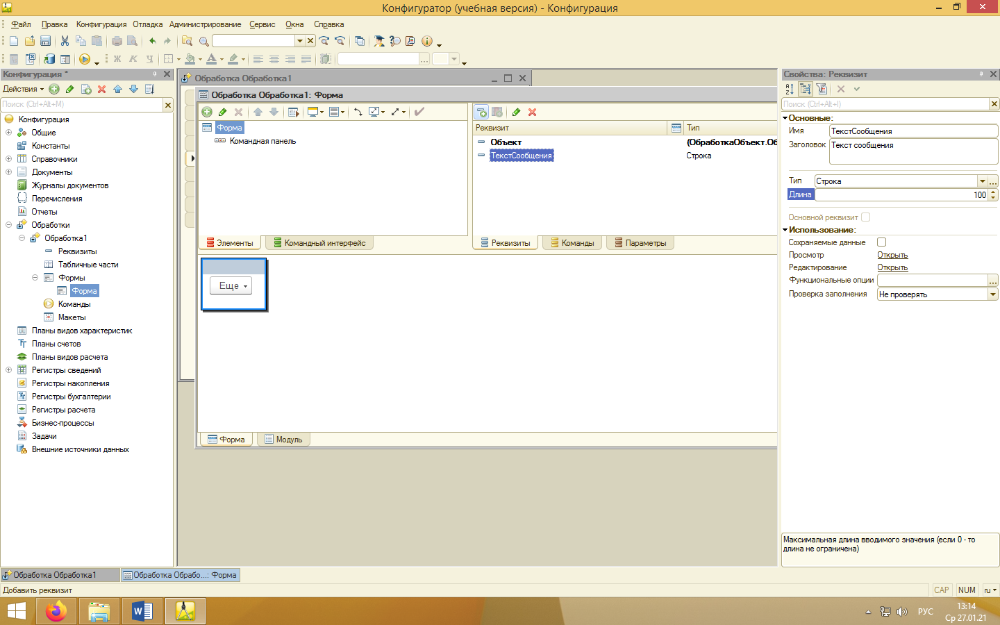 Конфигуратор (учебная версия) - Конфигурация
Файл Правка Конфигурация Отладка Администрирование Сервис Окна Справка
Ж К Ч
Конфигурация *
Действия
Поиск (Ctrl+Alt+M)
Конфигурация
Общие
Константы
Справочники
Документы
Журналы документов
Перечисления
Отчеты
Обработки
Обработка1
Реквизиты
Табличные части
Формы
Форма
Команды
Макеты
Планы видов характеристик
Планы счетов
Планы видов расчета
Регистры сведений
Регистры накопления
Регистры бухгалтерии
Регистры расчета
Бизнес-процессы
Задачи
Внешние источники данных
Обработка Обработка1
Обработка Обработка1: Форма
Форма
Командная панель
Элементы Командный интерфейс
Реквизит Тип
Объект (ОбработкаОбъект.Об
ТекстСообщения Строка
Реквизиты Команды Параметры
Еще
Форма Модуль
Свойства: Реквизит
Поиск (Ctrl+Alt+I)
Основные:
Имя ТекстСообщения
Заголовок Текст сообщения
Тип Строка
Длина 100
Основной реквизит
Использование:
Сохраняемые данные
Просмотр Открыть
Редактирование Открыть
Функциональные опции
Проверка заполнения Не проверять
Максимальная длина вводимого значения (если 0 - то
длина не ограничена)
Обработка Обработка1 Обработка Обрабо...: Форма
Добавить реквизит CAP NUM ru
РУС 13:14
Ср 27.01.21